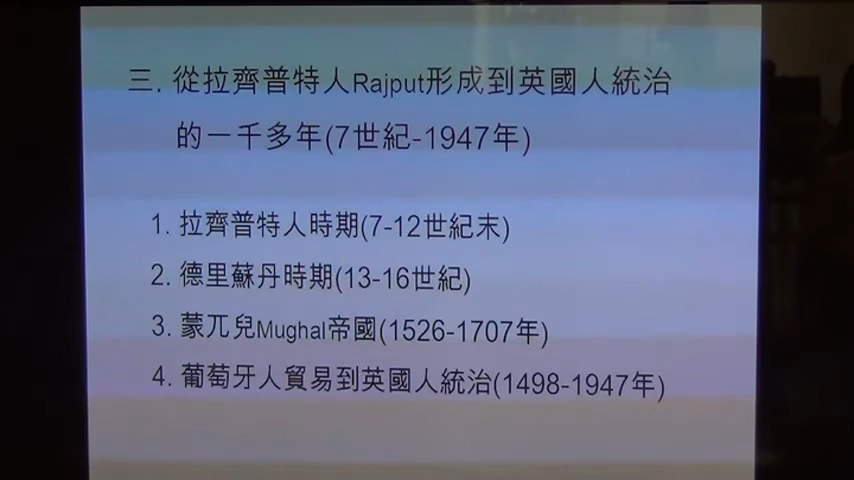 三. 從拉齊普特人Rajput形成到英國人統治
的一千多年(7世紀-1947年)
1. 拉齊普特人時期(7-12世紀末)
2. 德里蘇丹時期(13-16世紀)
3. 蒙兀兒Mughal帝國(1526-1707年)
4. 葡萄牙人貿易到英國人統治(1498-1947年)